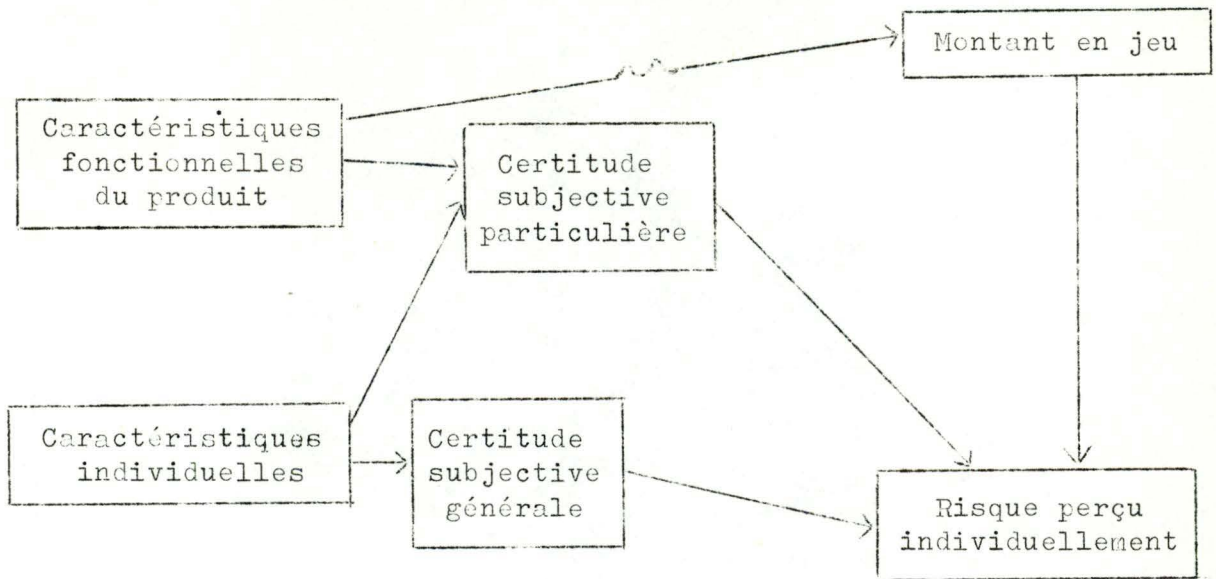 Montant en jeu
Caractéristiques
fonctionnelles
du produit
Certitude
subjective
particulière
Caractéristiques
individuelles
Certitude
subjective
générale
Risque perçu
individuellement